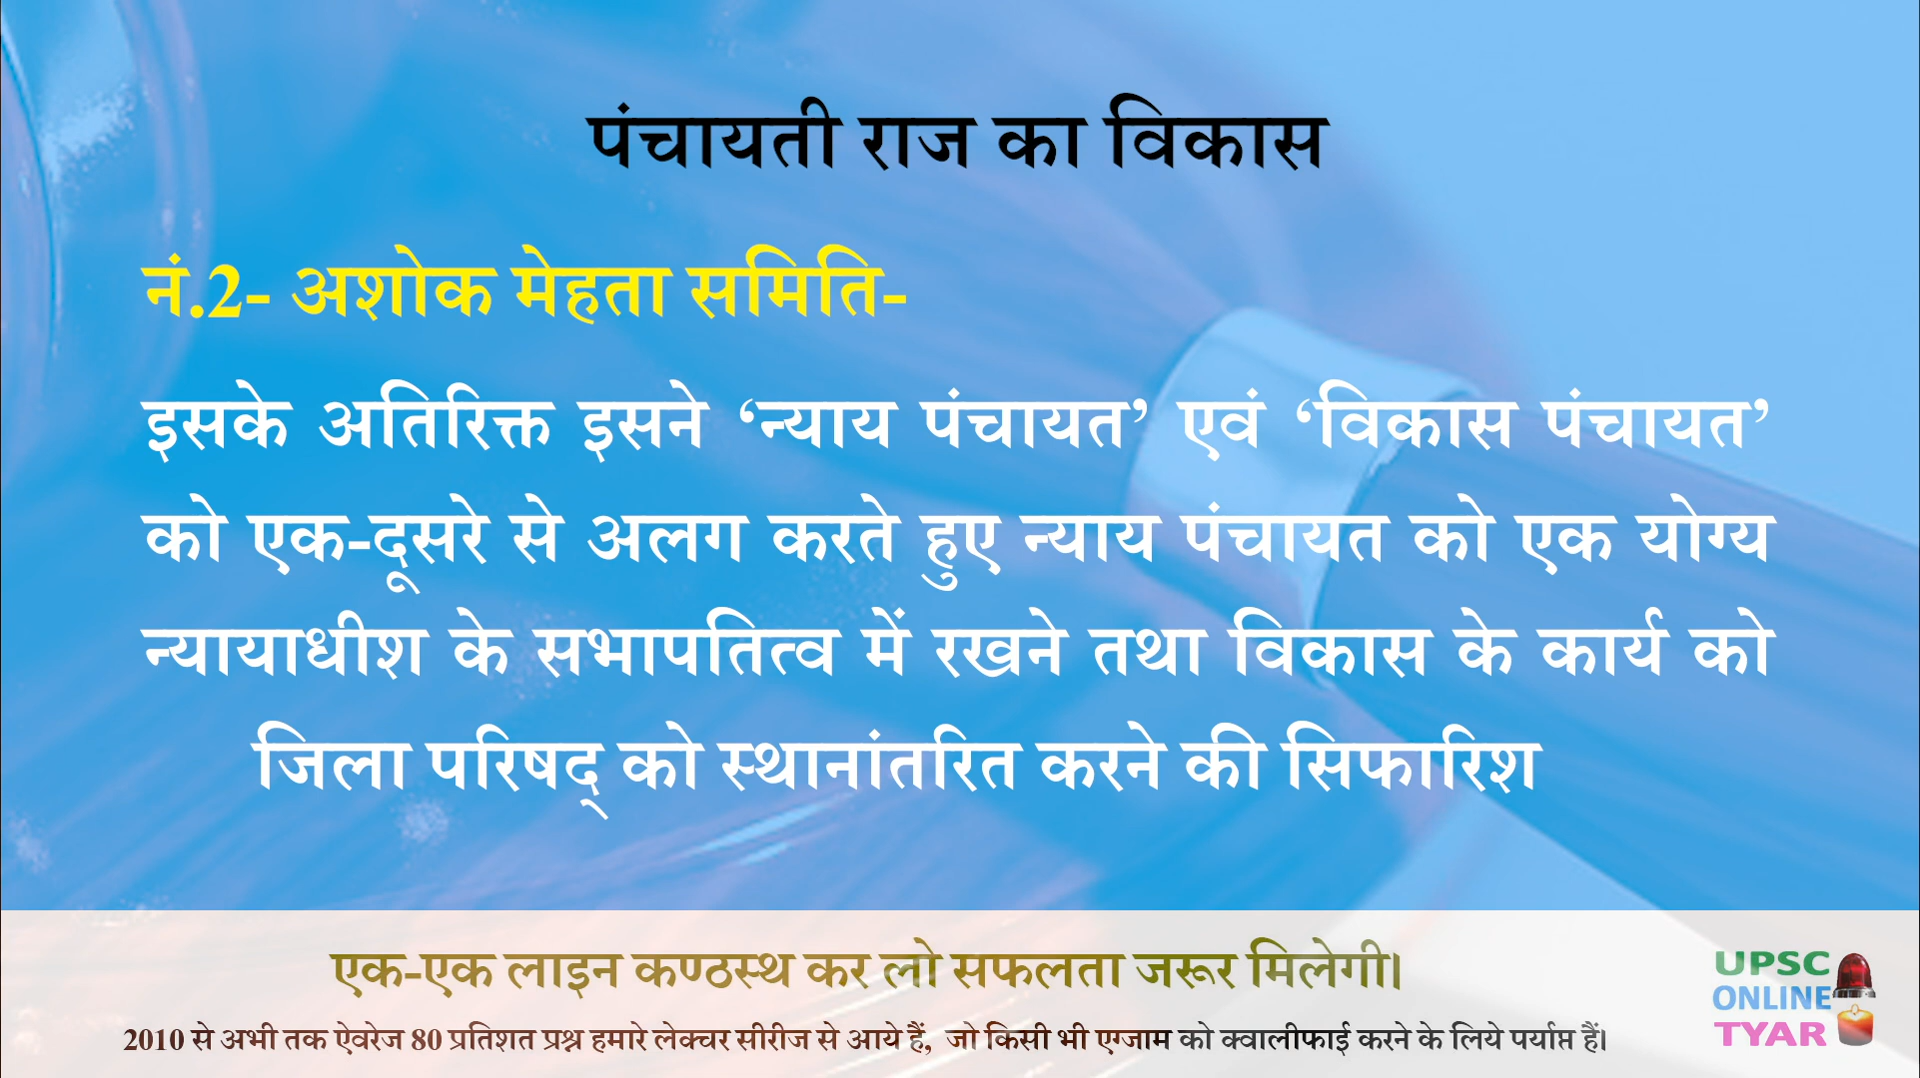 पंचायती राज का विकास
नं.2- अशोक मेहता समिति-
इसके अतिरिक्त इसने ‘न्याय पंचायत’ एवं ‘विकास पंचायत’
को एक-दूसरे से अलग करते हुए न्याय पंचायत को एक योग्य
न्यायाधीश के सभापतित्व में रखने तथा विकास के कार्य को
जिला परिषद् को स्थानांतरित करने की सिफारिश
एक-एक लाइन कण्ठस्थ कर लो सफलता जरूर मिलेगी।
2010 से अभी तक ऐवरेज 80 प्रतिशत प्रश्न हमारे लेक्चर सीरीज से आये हैं, जो किसी भी एग्जाम को क्वालीफाई करने के लिये पर्याप्त हैं।
UPSC
ONLINE
TYAR